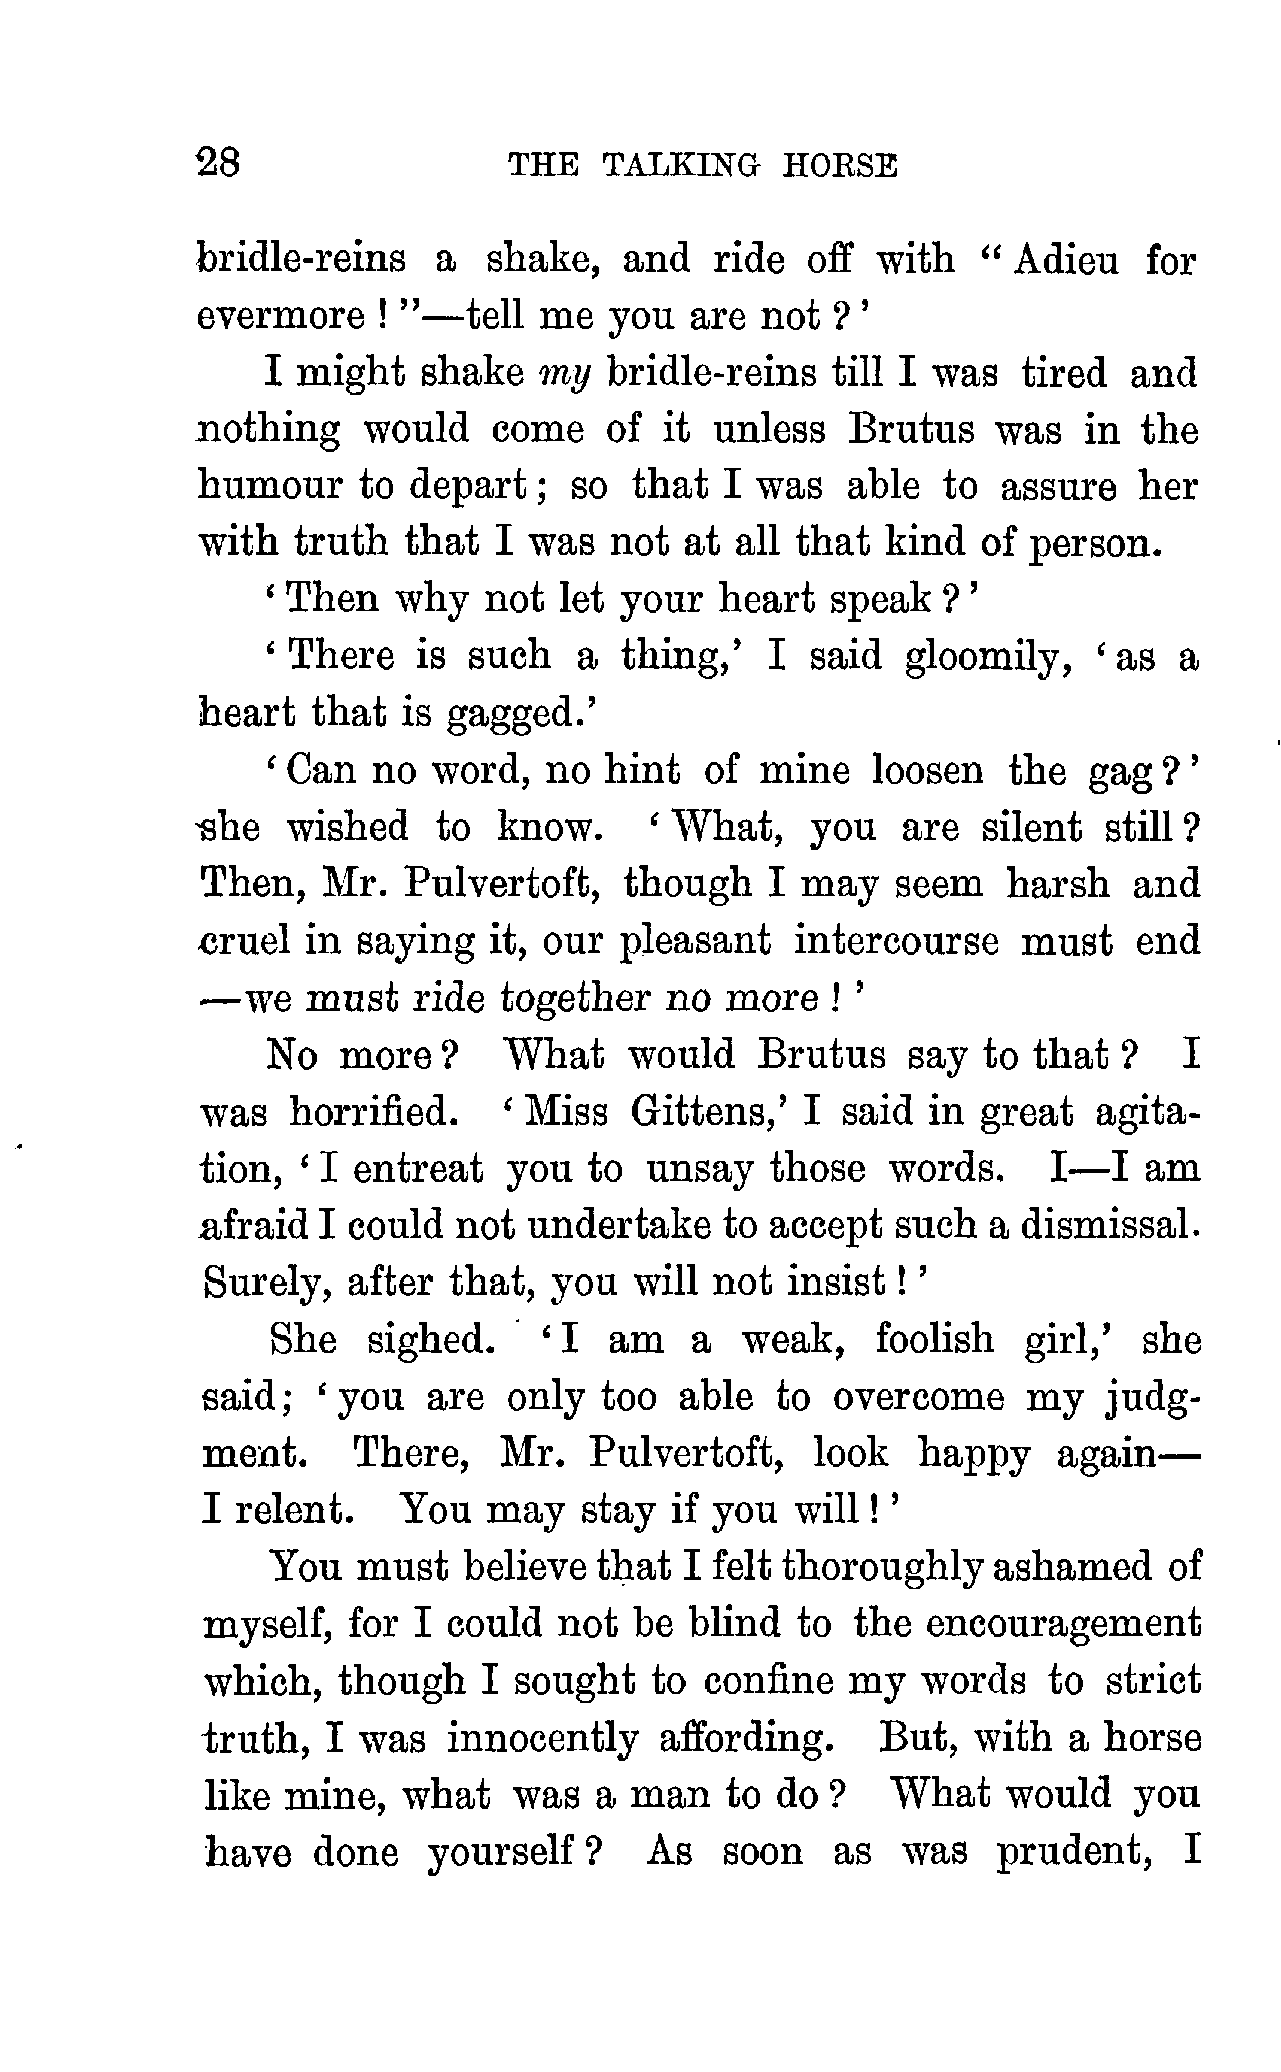 28 THE TALKING HORSE
bridle-reins a shake, and ride off with “ Adieu for
evermore ! ”—tell me you are not ? ’
I might shake my bridle-reins till I was tired and
nothing would come of it unless Brutus was in the
humour to depart ; so that I was able to assure her
with truth that I was not at all that kind of person.
‘ Then why not let your heart speak ? ’
‘ There is such a thing,’ I said gloomily, ‘ as a
heart that is gagged.’
‘ Can no word, no hint of mine loosen the gag ? ’
she wished to know. ‘ What, you are silent still ?
Then, Mr. Pulvertoft, though I may seem harsh and
cruel in saying it, our pleasant intercourse must end
—we must ride together no more ! ’
No more ? What would Brutus say to that ? I
was horrified. ‘ Miss Gittens,’ I said in great agita-
tion, ‘ I entreat you to unsay those words. I—I am
afraid I could not undertake to accept such a dismissal.
Surely, after that, you will not insist ! ’
She sighed. ‘ I am a weak, foolish girl,’ she
said ; ‘ you are only too able to overcome my judg-
ment. There, Mr. Pulvertoft, look happy again—
I relent. You may stay if you will ! ’
You must believe that I felt thoroughly ashamed of
myself, for I could not be blind to the encouragement
which, though I sought to confine my words to strict
truth, I was innocently affording. But, with a horse
like mine, what was a man to do ? What would you
have done yourself ? As soon as was prudent, I